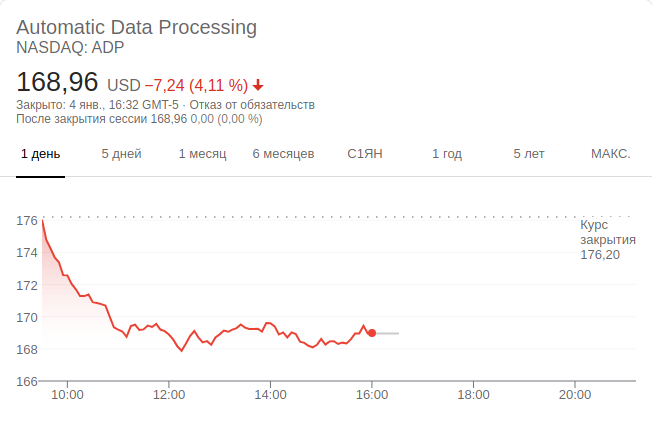 Automatic Data Processing
NASDAQ: ADP
168,96 USD −7,24 (4,11 %)
Закрыто: 4 янв., 16:32 GMT-5 · Отказ от обязательств
После закрытия сессии 168,96 0,00 (0,00 %)
1 день 5 дней 1 месяц 6 месяцев С1ЯН 1 год 5 лет МАКС.
176
174
172
170
168
166
Курс
закрытия
176,20
10:00 12:00 14:00 16:00 18:00 20:00